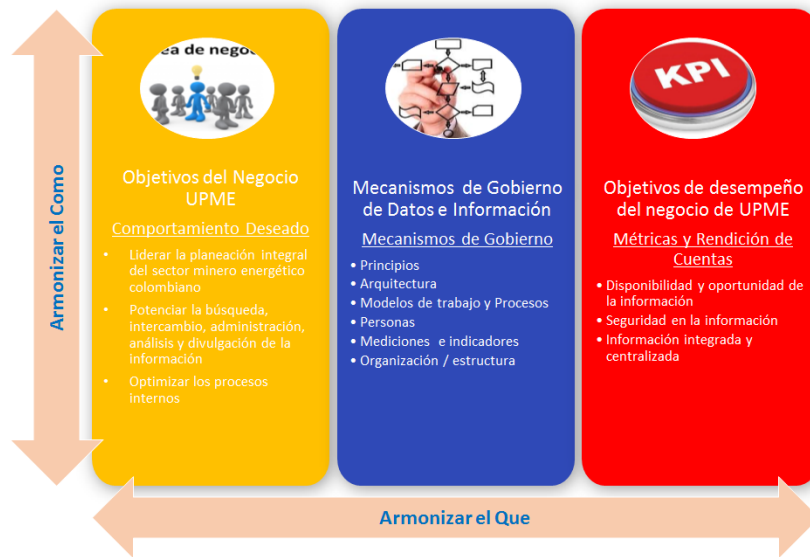 ea de negoci
Objetivos del Negocio
UPME
Comportamiento Deseado
• Liderar la planeación integral
del sector minero energético
colombiano
• Potenciar la búsqueda,
intercambio, administración,
análisis y divulgación de la
información
• Optimizar los procesos
internos
Mecanismos de Gobierno
de Datos e Información
Mecanismos de Gobierno
• Principios
• Arquitectura
• Modelos de trabajo y Procesos
• Personas
• Mediciones e indicadores
• Organización / estructura
KPI
Objetivos de desempeño
del negocio de UPME
Métricas y Rendición de
Cuentas
• Disponibilidad y oportunidad de
la información
• Seguridad en la información
• Información integrada y
centralizada
Armonizar el Como
Armonizar el Que